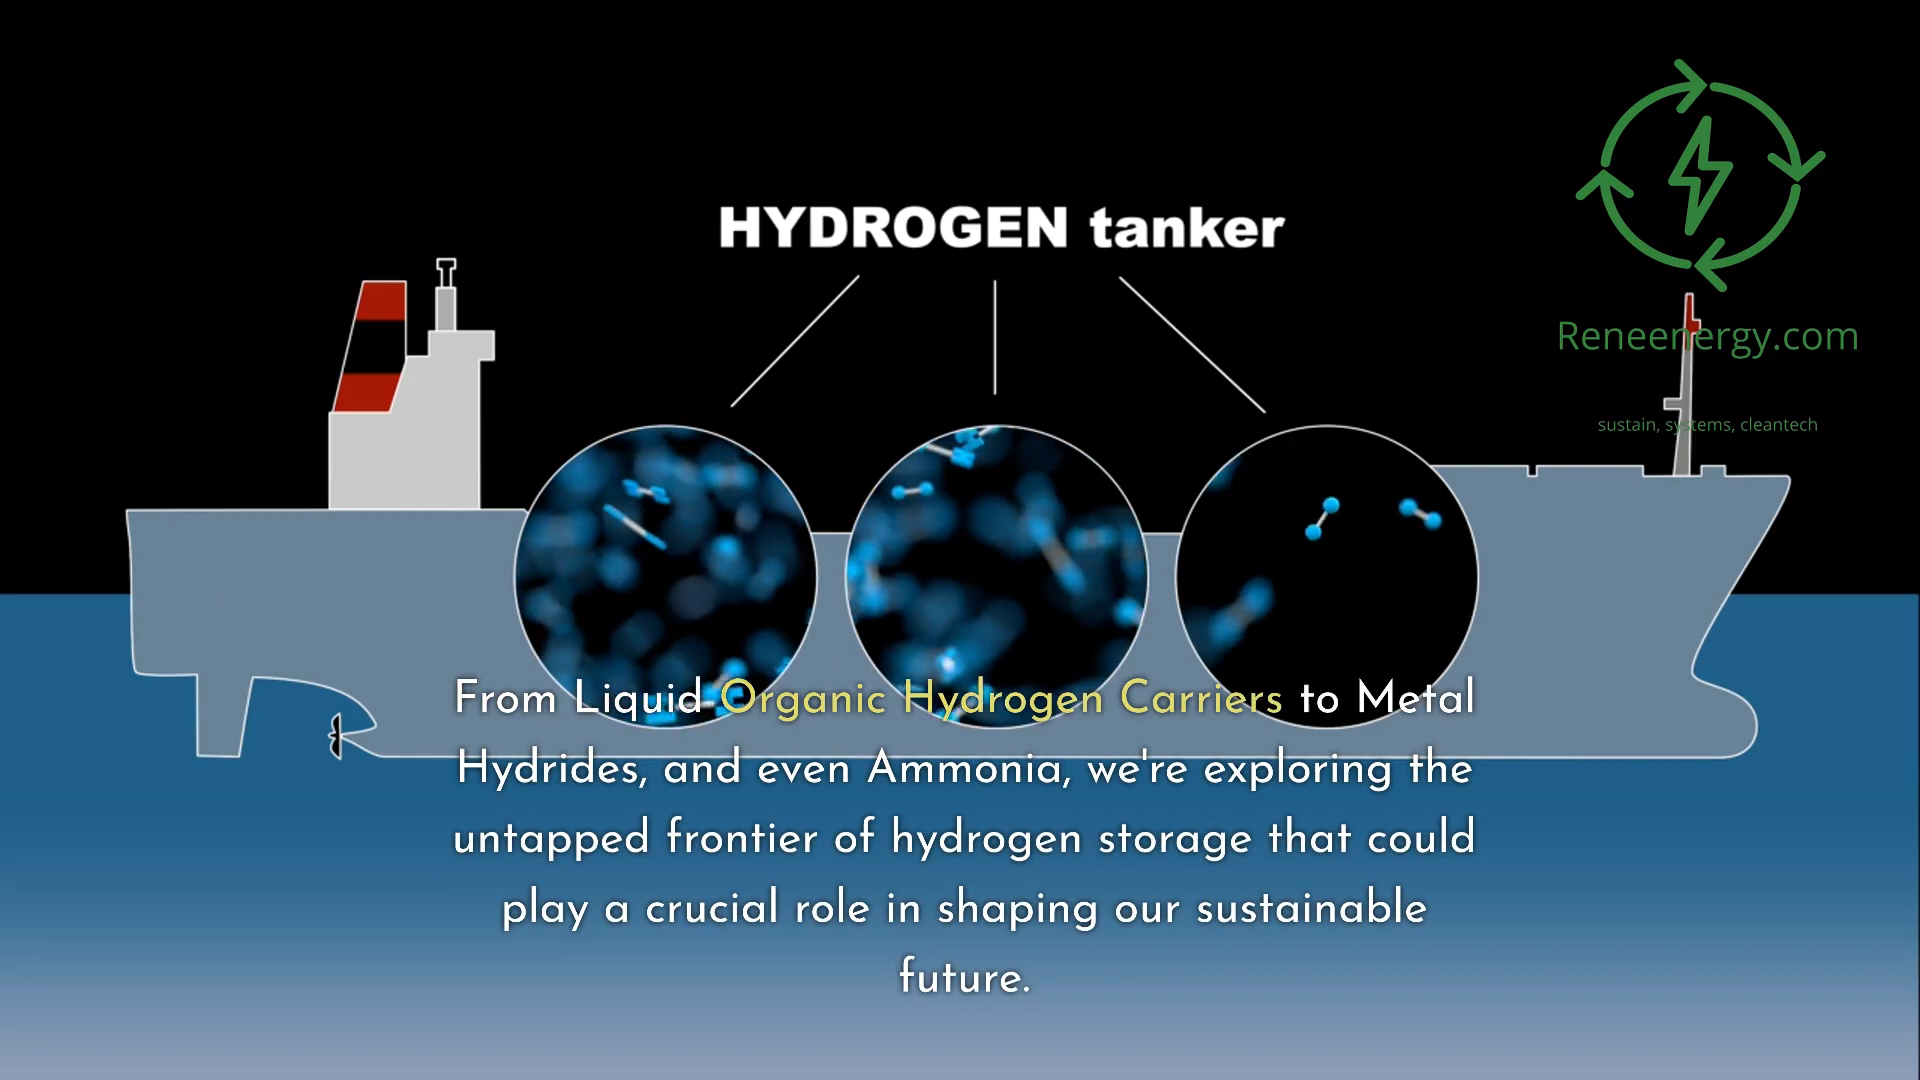 HYDROGEN tanker
Reneenergy.com
sustain, systems, cleantech
From Liquid Organic Hydrogen Carriers to Metal
Hydrides, and even Ammonia, we're exploring the
untapped frontier of hydrogen storage that could
play a crucial role in shaping our sustainable
future.